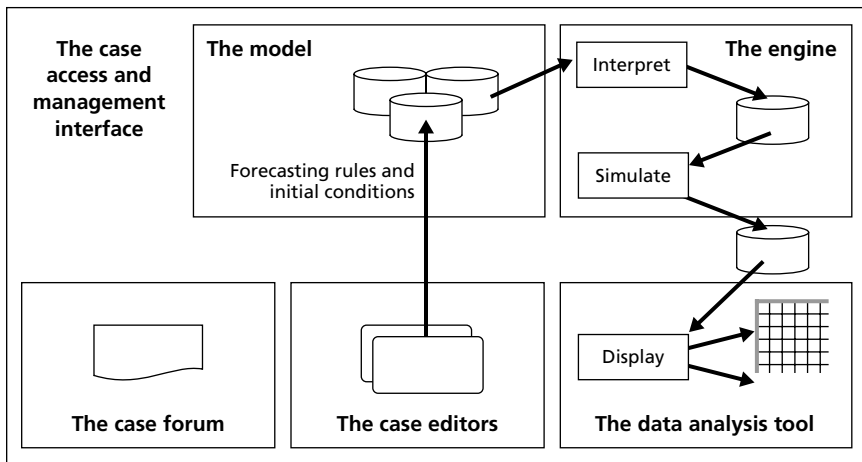 The case
access and
management
interface
The model
Forecasting rules and
initial conditions
The engine
Interpret
Simulate
The case forum
The case editors
Display
The data analysis tool